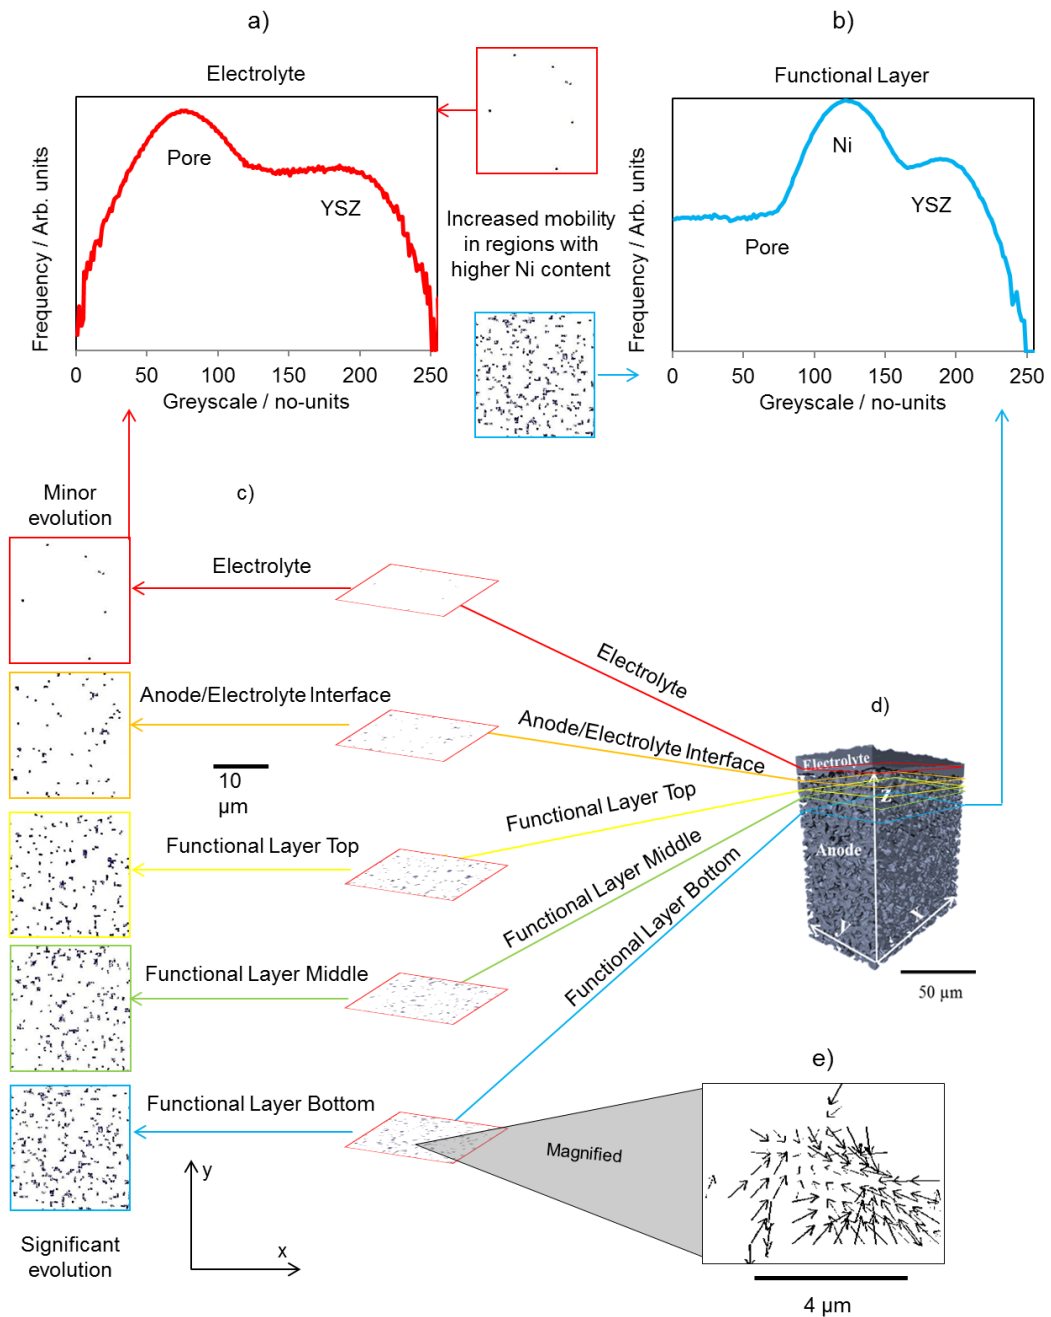 a)
b)
Electrolyte
Functional Layer
Pore
YSZ
Frequency / Arb. units
0 50 100 150 200 250
Greyscale / no-units
Increased mobility
in regions with
higher Ni content
Ni
Pore
YSZ
Frequency / Arb. units
0 50 100 150 200 250
Greyscale / no-units
Minor
evolution
c)
Electrolyte
Electrolyte
Anode/Electrolyte Interface
Anode/Electrolyte Interface
10
µm
Functional Layer Top
Functional Layer Top
Functional Layer Middle
Functional Layer Middle
Functional Layer Bottom
Functional Layer Bottom
d)
Electrolyte
Z
Anode
y
x
50 µm
e)
Magnified
4 µm
y
x
Significant
evolution